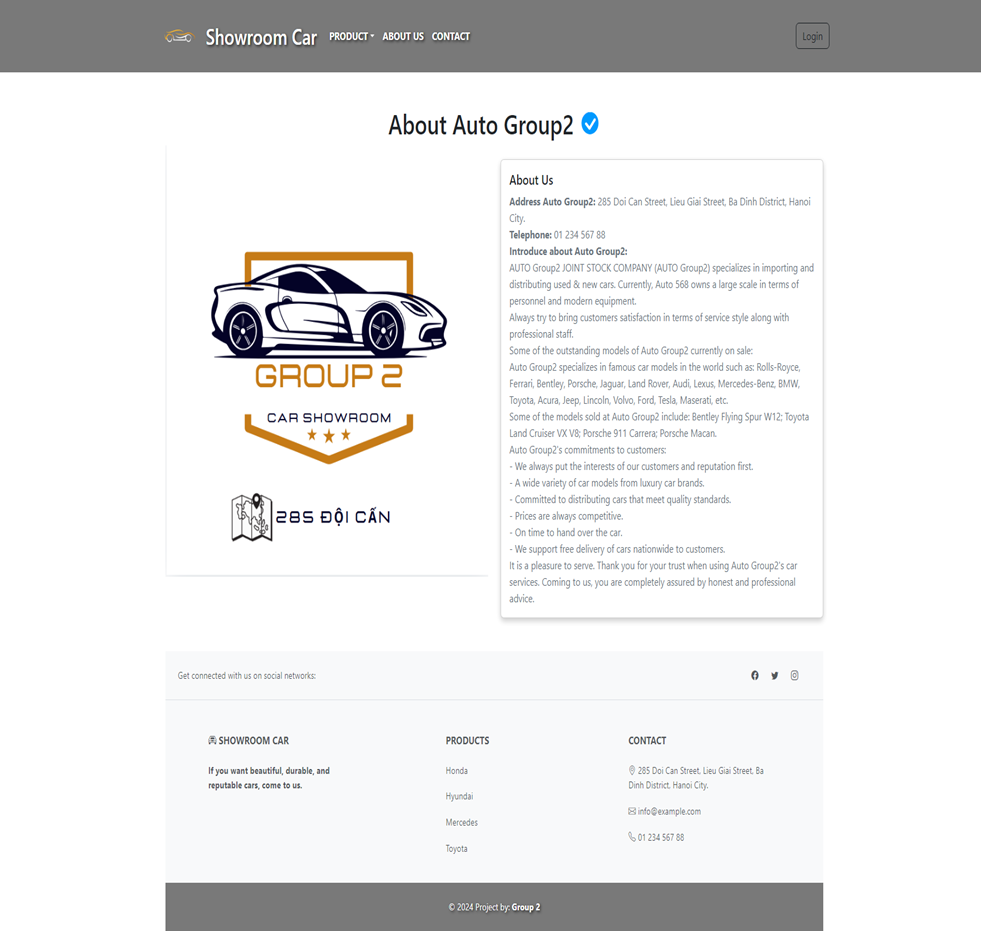 Showroom Car PRODUCT ABOUT US CONTACT Login
About Auto Group2
GROUP 2
CAR SHOWROOM
285 ĐỘI CẤN
About Us
Address Auto Group2: 285 Doi Can Street, Lieu Giai Street, Ba Dinh District, Hanoi
City.
Telephone: 01 234 567 88
Introduce about Auto Group2:
AUTO Group2 JOINT STOCK COMPANY (AUTO Group2) specializes in importing and
distributing used & new cars. Currently, Auto 568 owns a large scale in terms of
personnel and modern equipment.
Always try to bring customers satisfaction in terms of service style along with
professional staff.
Some of the outstanding models of Auto Group2 currently on sale:
Auto Group2 specializes in famous car models in the world such as: Rolls-Royce,
Ferrari, Bentley, Porsche, Jaguar, Land Rover, Audi, Lexus, Mercedes-Benz, BMW,
Toyota, Acura, Jeep, Lincoln, Volvo, Ford, Tesla, Maserati, etc.
Some of the models sold at Auto Group2 include: Bentley Flying Spur W12; Toyota
Land Cruiser VX V8; Porsche 911 Carrera; Porsche Macan.
Auto Group2's commitments to customers:
- We always put the interests of our customers and reputation first.
- A wide variety of car models from luxury car brands.
- Committed to distributing cars that meet quality standards.
- Prices are always competitive.
- On time to hand over the car.
- We support free delivery of cars nationwide to customers.
It is a pleasure to serve. Thank you for your trust when using Auto Group2's car
services. Coming to us, you are completely assured by honest and professional
advice.
Get connected with us on social networks:
SHOWROOM CAR
If you want beautiful, durable, and
reputable cars, come to us.
PRODUCTS
Honda
Hyundai
Mercedes
Toyota
CONTACT
285 Doi Can Street, Lieu Giai Street, Ba
Dinh District, Hanoi City.
info@example.com
01 234 567 88
© 2024 Project by: Group 2